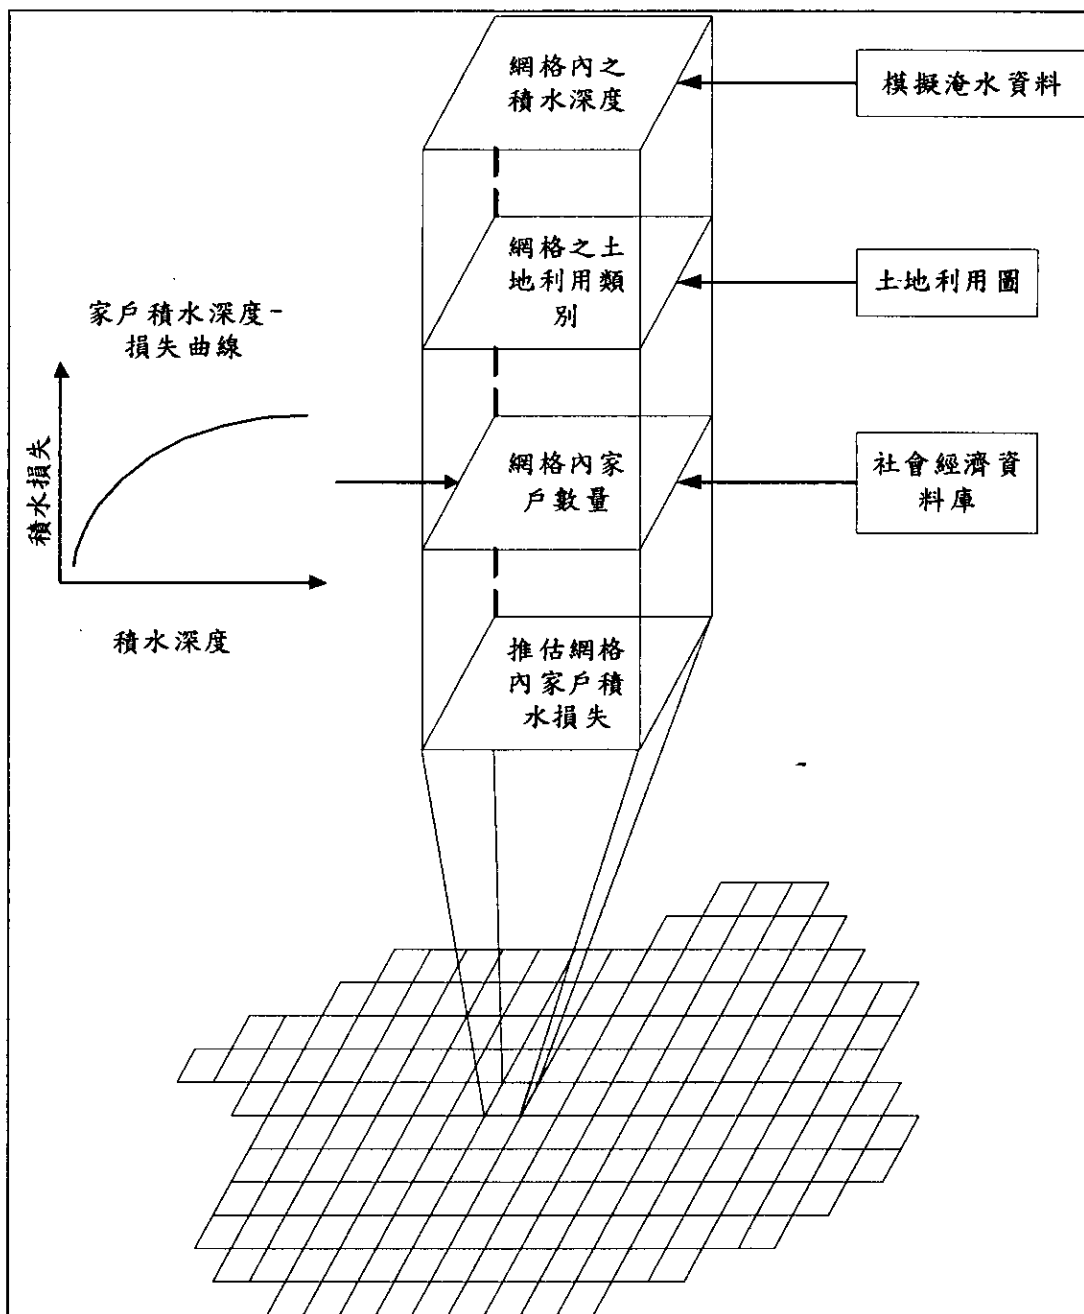 網格內之
積水深度
模擬淹水資料
網格之土
地利用類
別
土地利用圖
家戶積水深度-
損失曲線
積水損失
積水深度
網格內家
戶數量
社會經濟資
料庫
推估網格
內家戶積
水損失